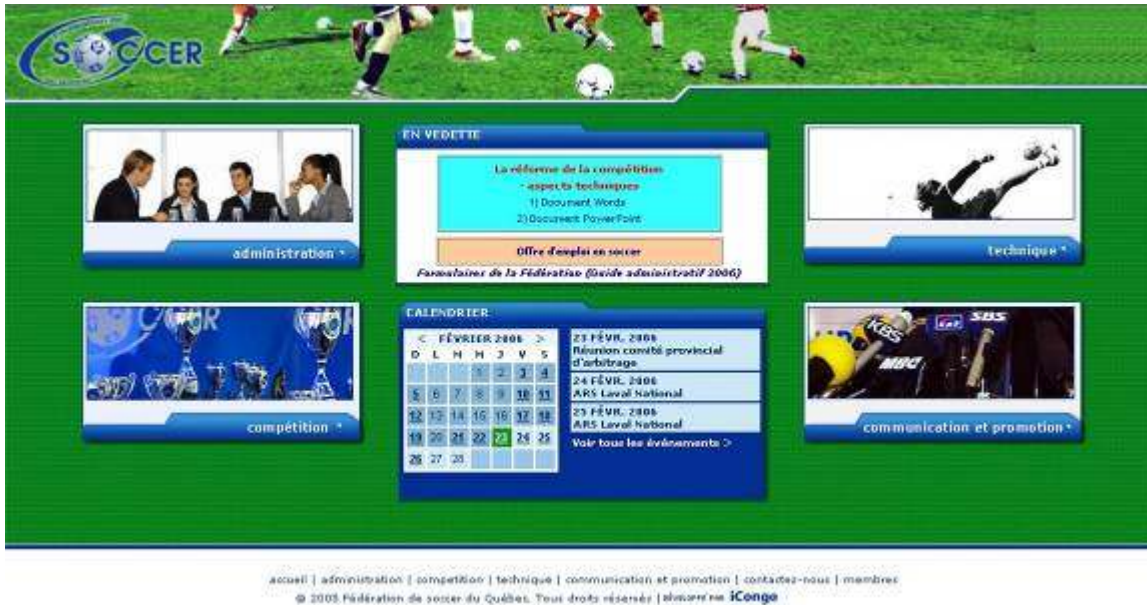 SOCCER
EN VEDETTE
La réforme de la compétition
- aspects techniques
1) Document Words
2) Document PowerPoint
Offre d'emploi en soccer
Formulaires de la Fédération (Guide administratif 2006)
administration
technique
CALENDRIER
< FÉVRIER 2006 >
D L M M J V S
1 2 3 4
5 6 7 8 9 10 11
12 13 14 15 16 17 18
19 20 21 22 23 24 25
26 27 28
23 FÉVR. 2006
Réunion comité provincial
d'arbitrage
24 FÉVR. 2006
ARS Laval National
25 FÉVR. 2006
ARS Laval National
Voir tous les événements >
compétition
KBS
MBC
SBS
communication et promotion
accueil | administration | competition | technique | communication et promotion | contactez-nous | membres
© 2005 Fédération de soccer du Québec. Tous droits réservés | DÉVELOPPÉ PAR iConge